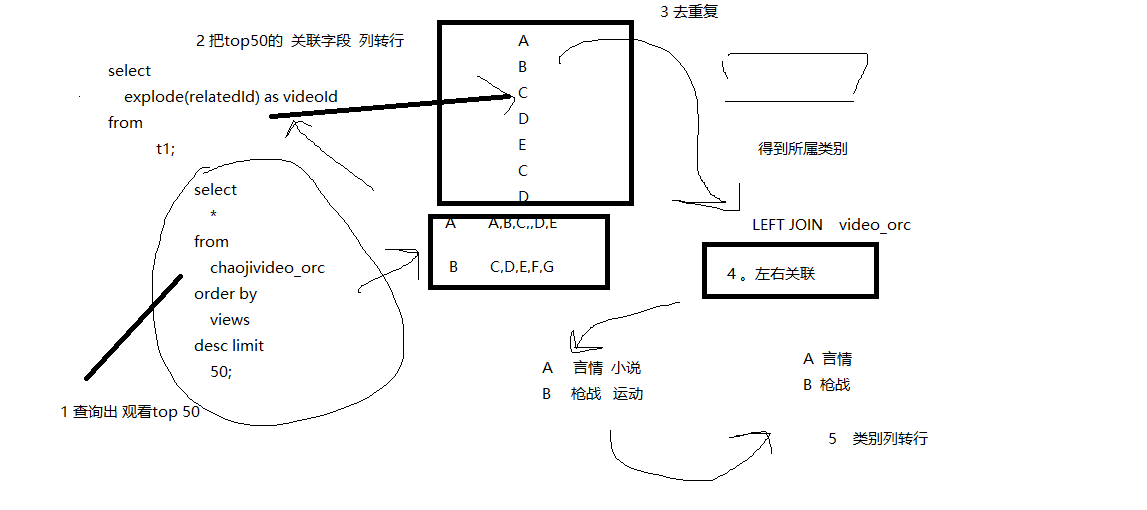 3 去重复
2 把top50的  关联字段  列转行
select
explode(relatedId) as videoId
from
t1;
A
B
C
D
E
C
D
得到所属类别
select
*
from
chaojivideo_orc
order by
views
desc limit
50;
A A,B,C,,D,E
B C,D,E,F,G
LEFT JOIN video_orc
4 。左右关联
A 言情 小说
B 枪战 运动
A 言情
B 枪战
1 查询出 观看top 50
5 类别列转行